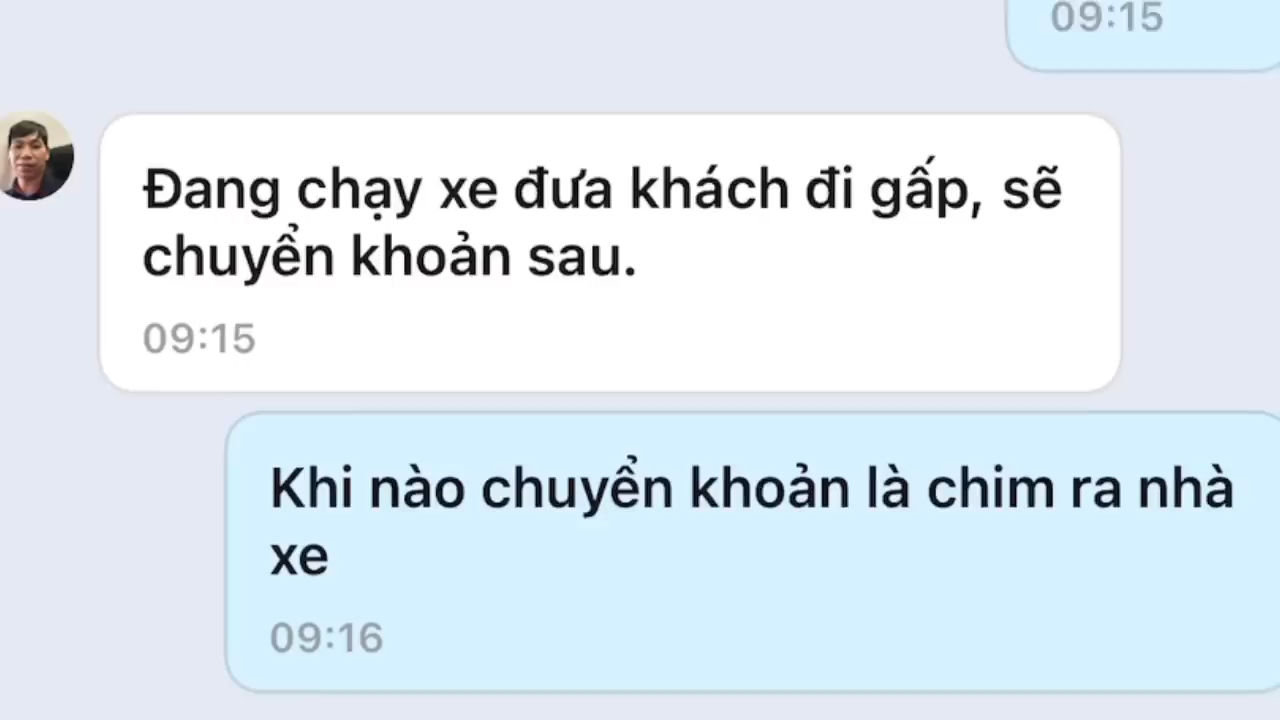 09:15
Đang chạy xe đưa khách đi gấp, sẽ
chuyển khoản sau.
09:15
Khi nào chuyển khoản là chim ra nhà
xe
09:16